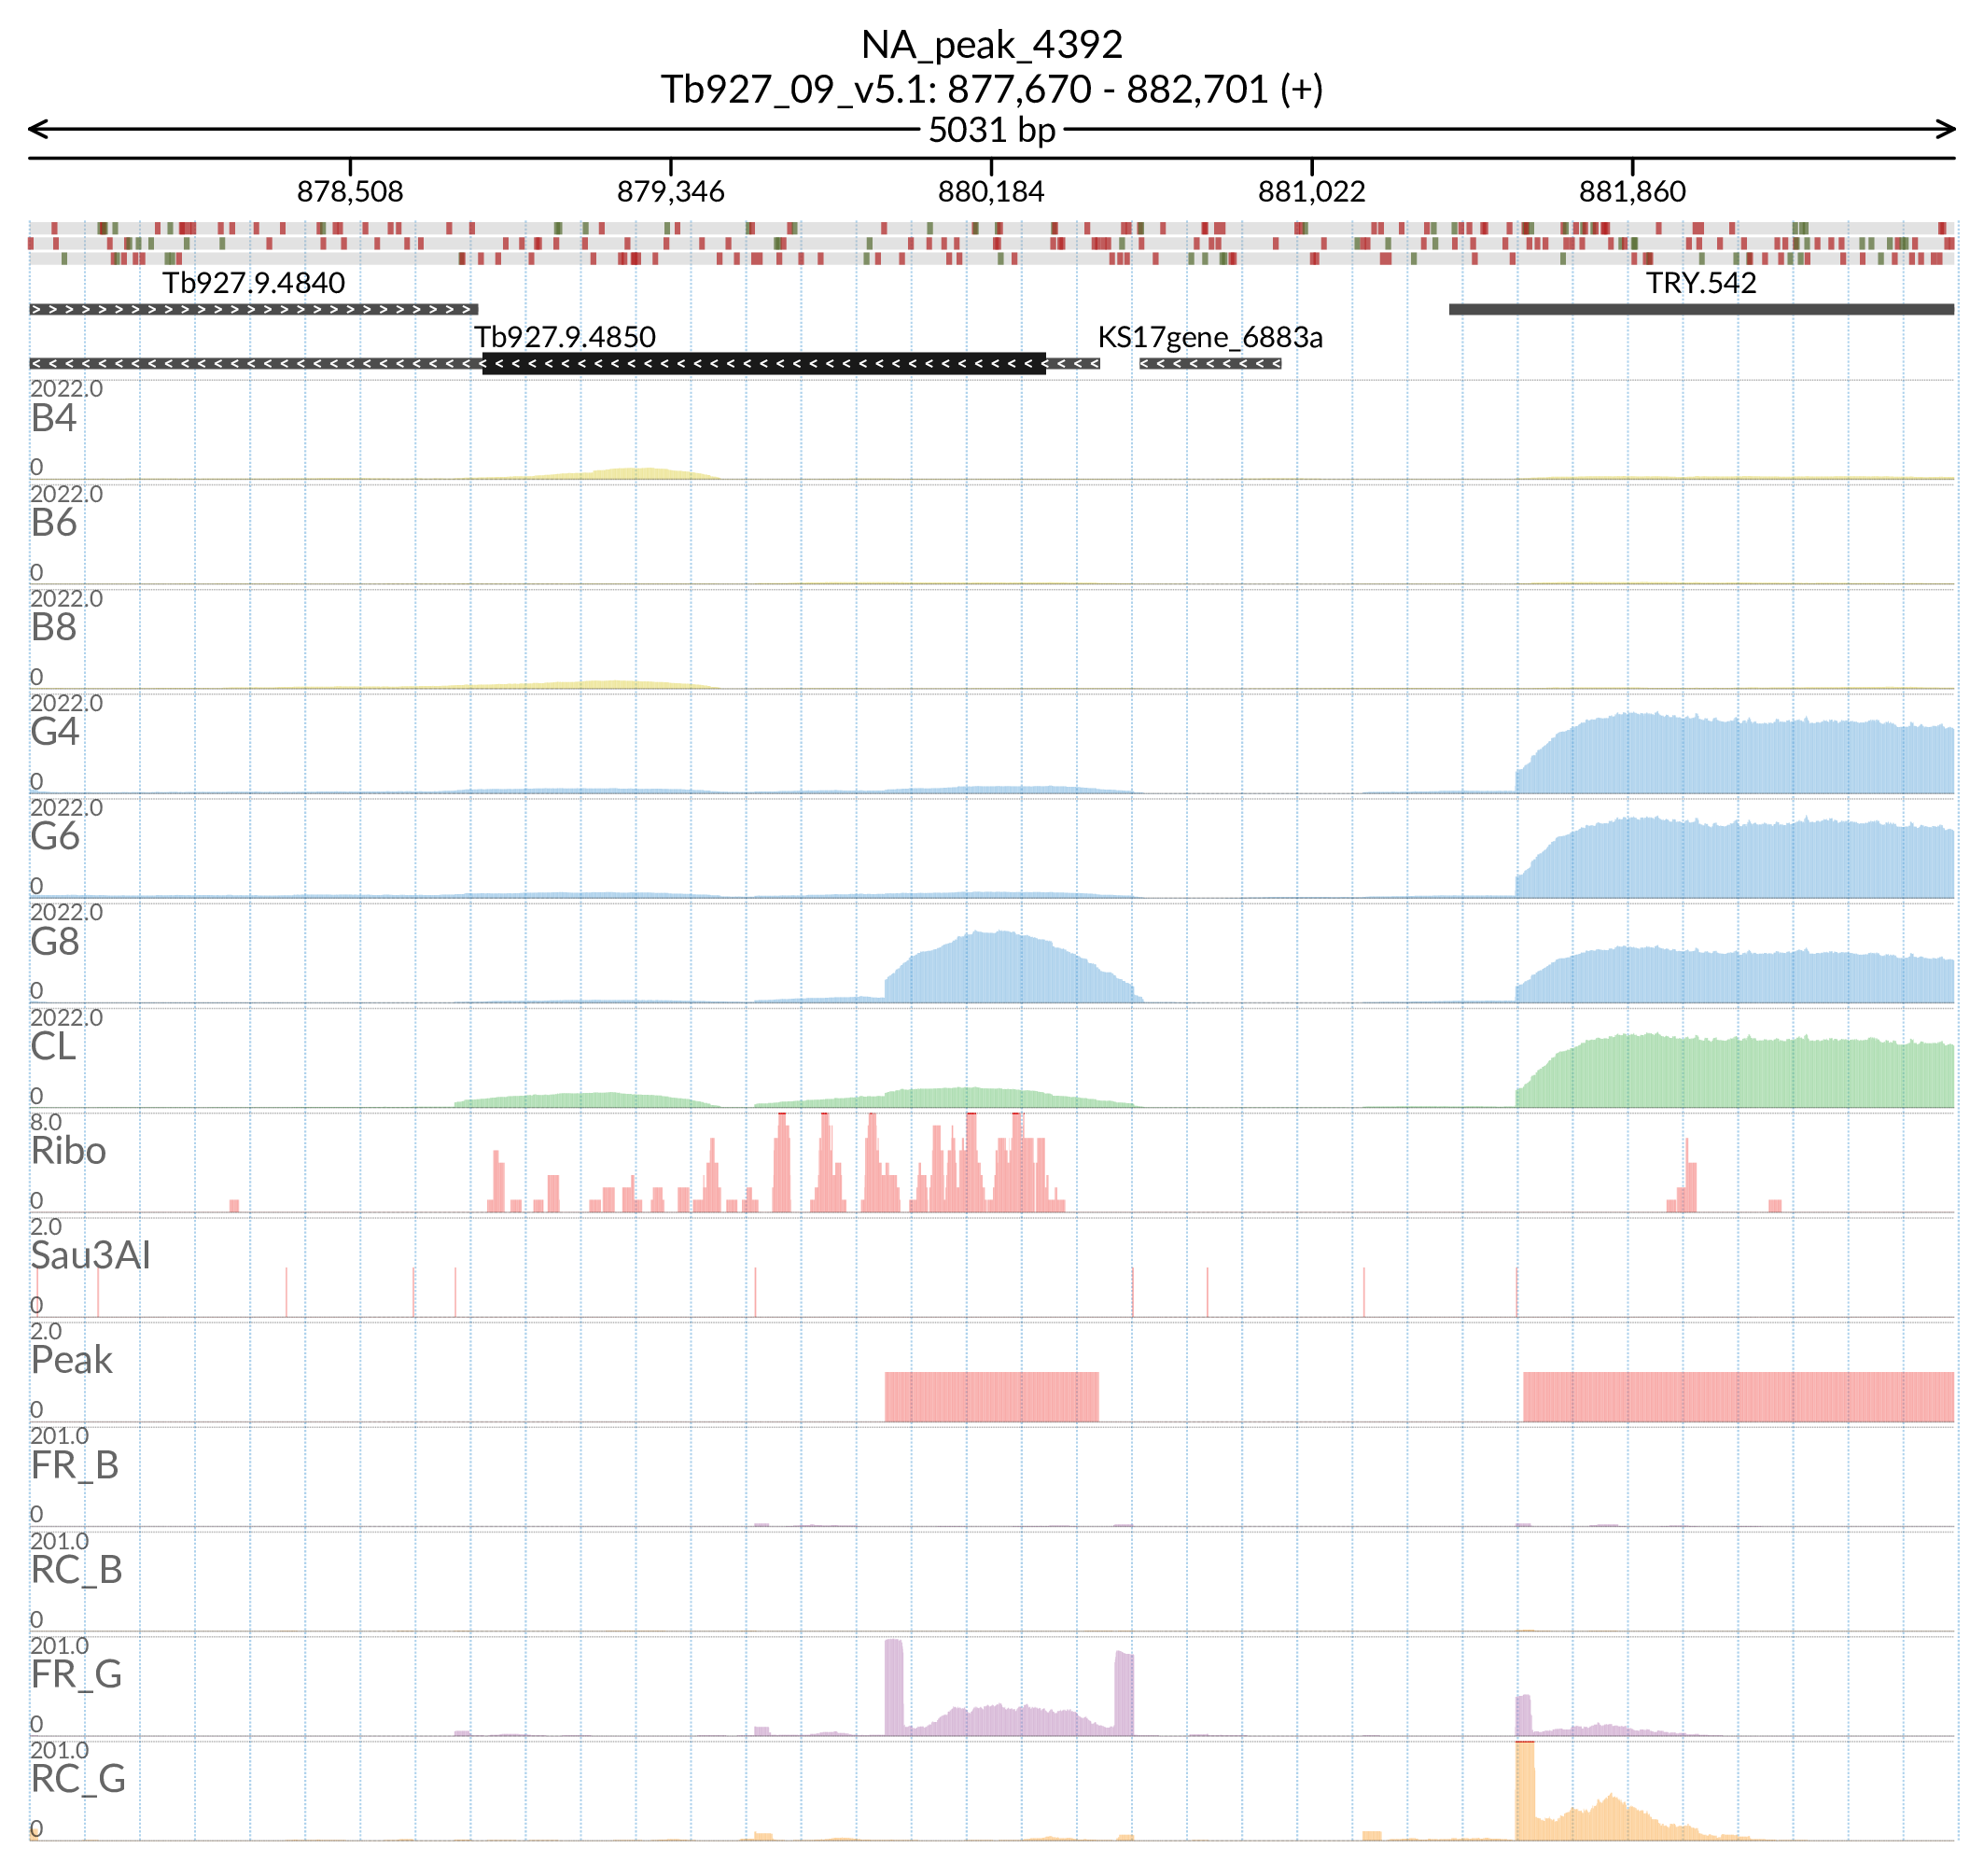 NA_peak_4392
Tb927_09_v5.1: 877,670 - 882,701 (+)
5031 bp
878,508 879,346 880,184 881,022 881,860
Tb927.9.4840 TRY.542
Tb927.9.4850 KS17gene_6883a
2022.0
B4
0
2022.0
B6
0
2022.0
B8
0
2022.0
G4
0
2022.0
G6
0
2022.0
G8
0
2022.0
CL
0
8.0
Ribo
0
2.0
Sau3AI
0
2.0
Peak
0
201.0
FR_B
0
201.0
RC_B
0
201.0
FR_G
0
201.0
RC_G
0